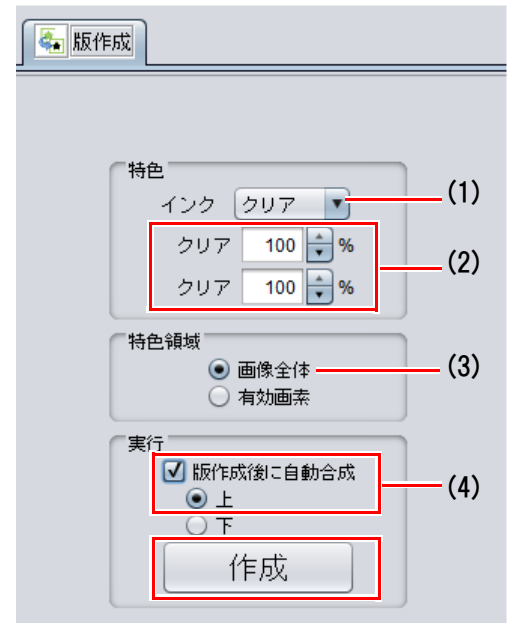 版作成
特色
インク クリア (1)
クリア 100 %
(2)
クリア 100 %
特色領域
画像全体 (3)
有効画素
実行
版作成後に自動合成
上 (4)
下
作成